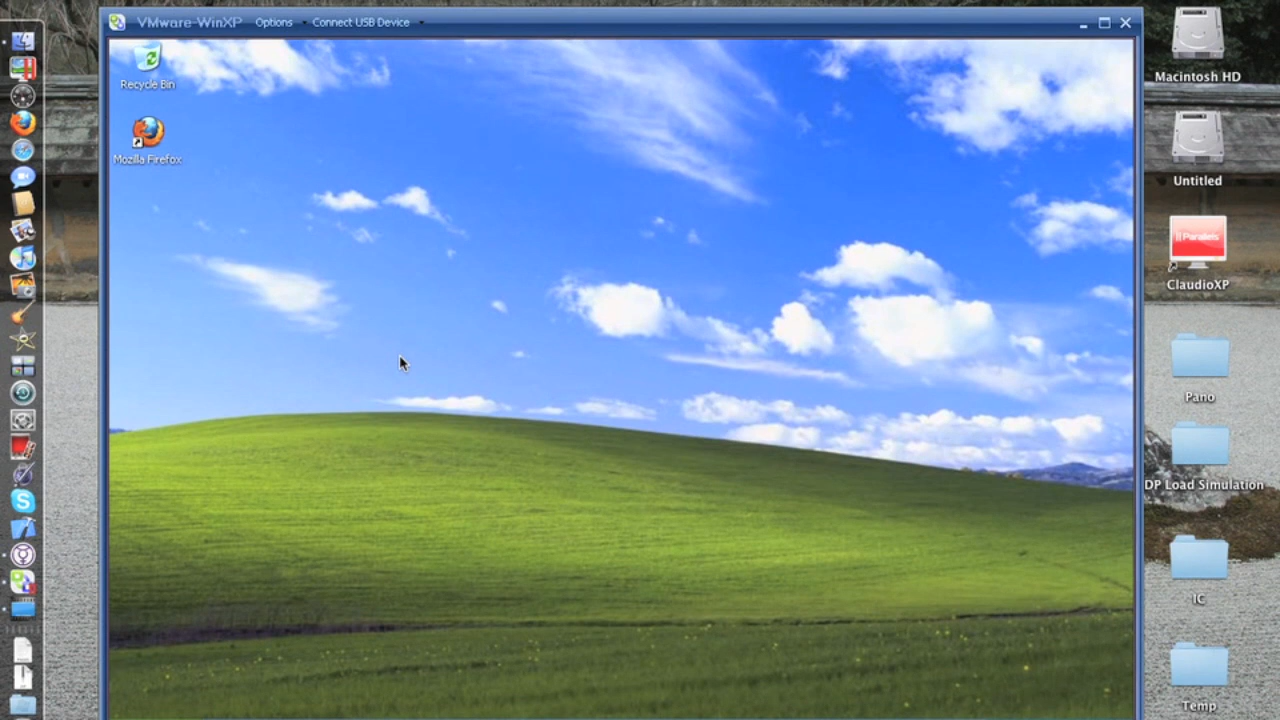 VMware-WinXP Options Connect USB Device
Recycle Bin
Mozilla Firefox
Macintosh HD
Untitled
Parallels
ClaudioXP
Pano
DP Load Simulation
IC
Temp